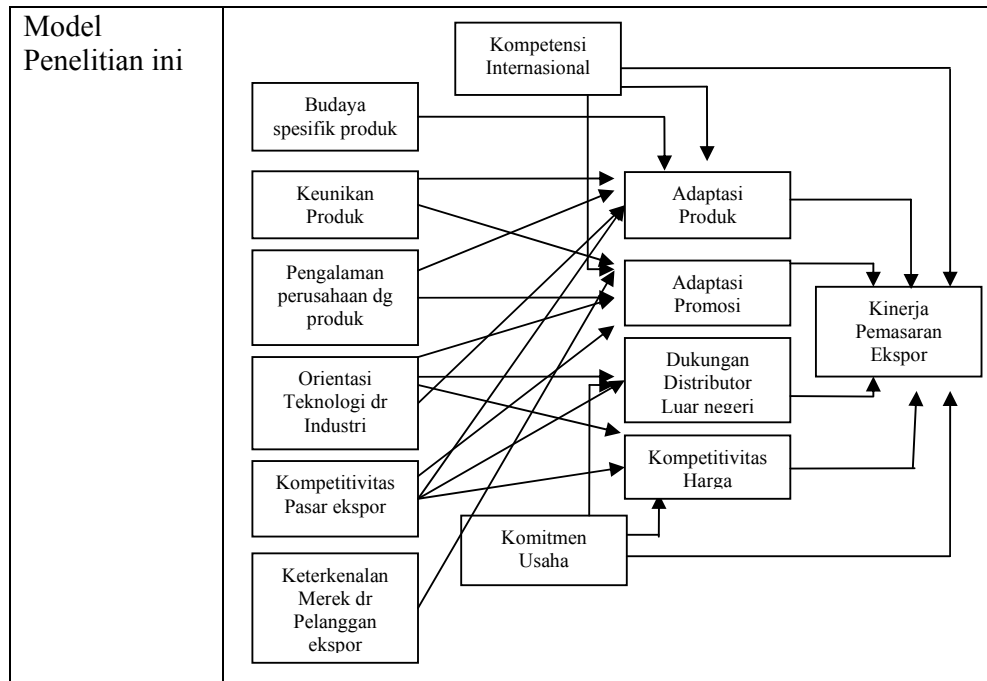 Model
Penelitian ini
Kompetensi
Internasional
Budaya
spesifik produk
Keunikan
Produk
Pengalaman
perusahaan dg
produk
Orientasi
Teknologi dr
Industri
Kompetitivitas
Pasar ekspor
Keterkenalan
Merek dr
Pelanggan
ekspor
Adaptasi
Produk
Adaptasi
Promosi
Dukungan
Distributor
Luar negeri
Kompetitivitas
Harga
Komitmen
Usaha
Kinerja
Pemasaran
Ekspor